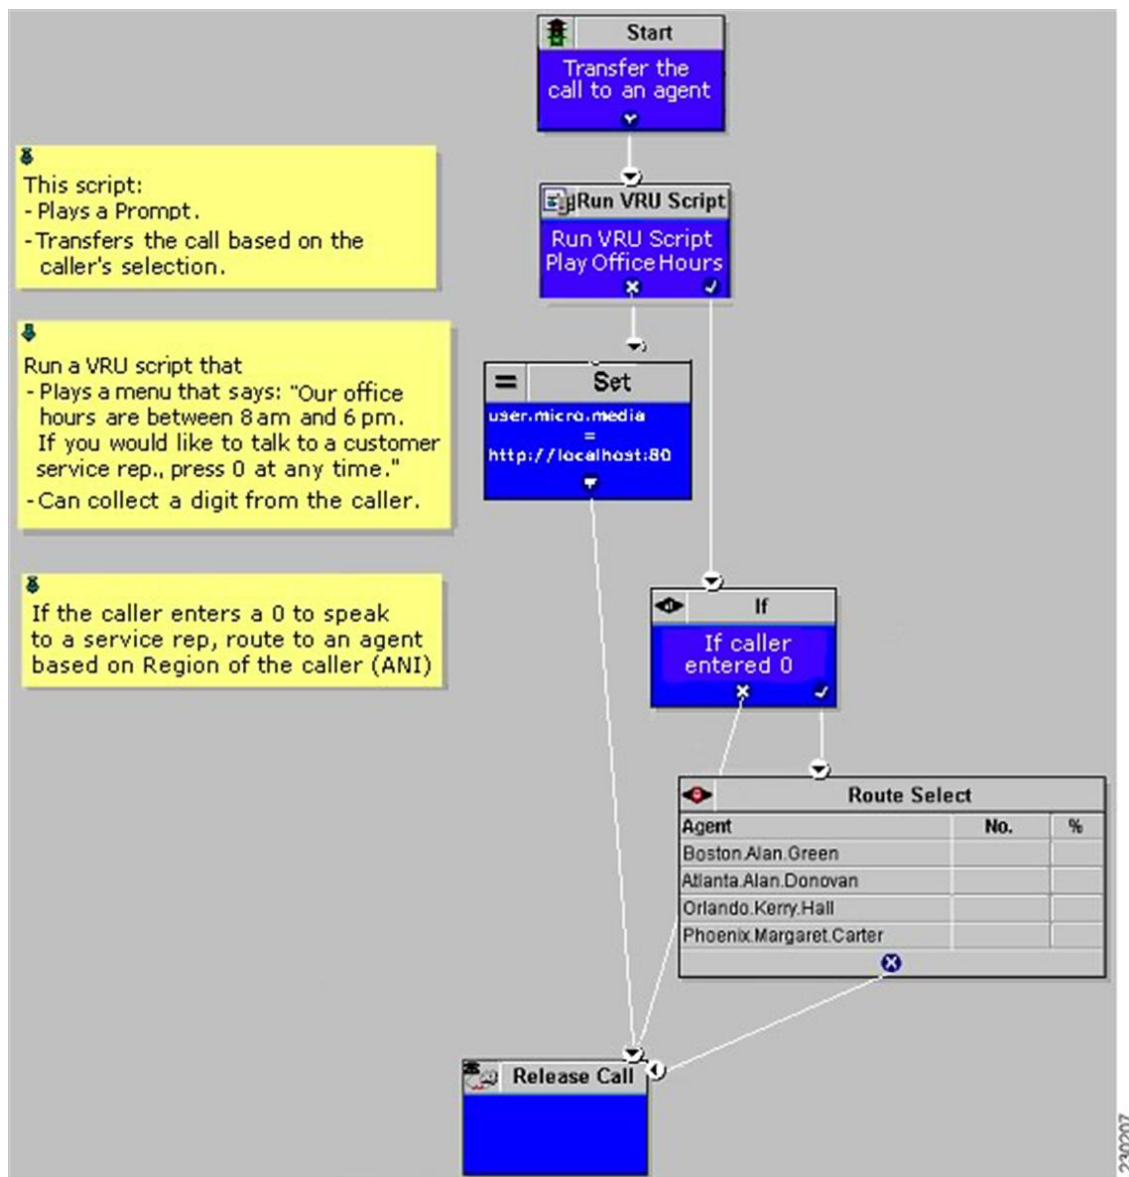 Start
Transfer the
call to an agent
This script:
- Plays a Prompt.
- Transfers the call based on the
caller's selection.
Run VRU Script
Run VRU Script
Play Office Hours
Run a VRU script that
- Plays a menu that says: "Our office
hours are between 8 am and 6 pm.
If you would like to talk to a customer
service rep., press 0 at any time."
- Can collect a digit from the caller.
= Set
user.micro.media
=
http://localhost:80
If the caller enters a 0 to speak
to a service rep, route to an agent
based on Region of the caller (ANI)
If
If caller
entered 0
Route Select
Agent No. %
Boston.Alan.Green
Atlanta.Alan.Donovan
Orlando.Kerry.Hall
Phoenix.Margaret.Carter
Release Call
230207